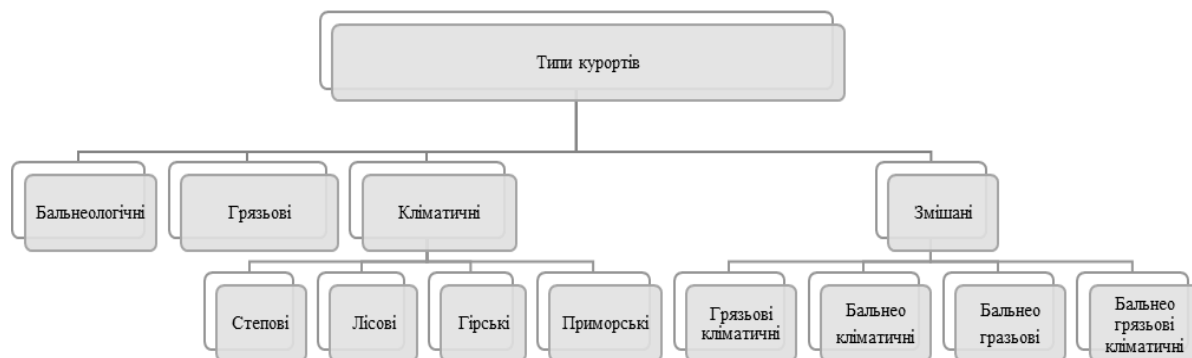 Типи курортів
Бальнеологічні
Грязьові
Кліматичні
Змішані
Степові
Лісові
Гірські
Приморські
Грязьові
кліматичні
Бальнео
кліматичні
Бальнео
гразьові
Бальнео
грязьові
кліматичні